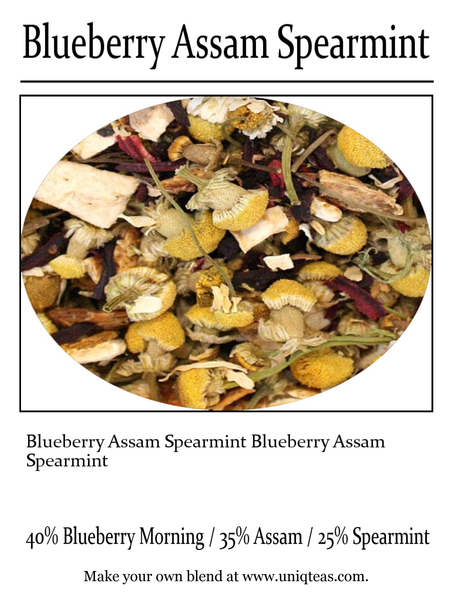 Blueberry Assam Spearmint
Blueberry Assam Spearmint Blueberry Assam
Spearmint
40% Blueberry Morning / 35% Assam / 25% Spearmint
Make your own blend at www.uniqteas.com.